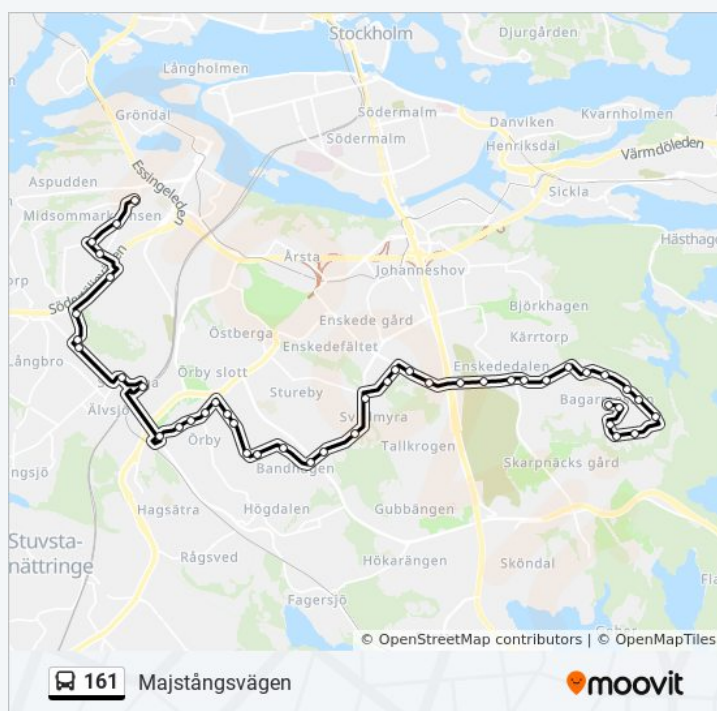 Stockholm
Djurgården
Långholmen
Kvarnholmen
Gröndal
Södermalm
Danviken
Södermalm
Henriksdal
Värmdöleden
Essingeleden
Aspudden
Sickla
Midsommarkransen
Hästhage
Årsta
Johanneshov
Björkhagen
Östberga
Enskede gård
Kärrtorp
Långbro
Enskedefältet
Örby slott
Enskededalen
Stureby
Älvsjö
Svedmyra
Örby
Tallkrogen
Bandhagen
Skarpnäcks gård
Hagsätra
Högdalen
Gubbängen
Stuvsta-
nättringe
Rågsved
Hökarängen
Sköndal
Fagersjö
© OpenStreetMap contributors | © OpenMapTiles
161 Majstångsvägen
moovit